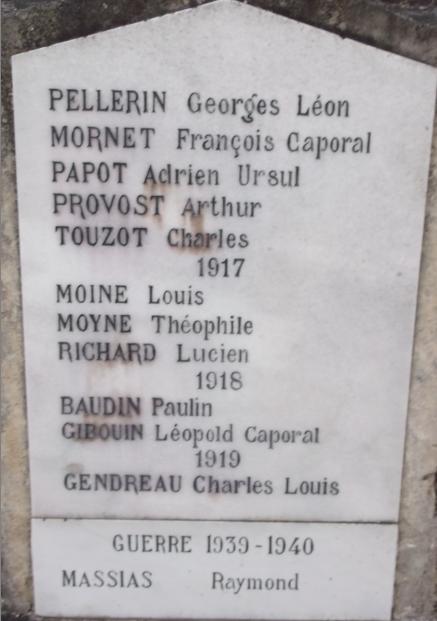 PELLERIN Georges Léon
MORNET François Caporal
PAPOT Adrien Ursul
PROVOST Arthur
TOUZOT Charles
1917
MOINE Louis
MOYNE Théophile
RICHARD Lucien
1918
BAUDIN Paulin
GIBOUIN Léopold Caporal
1919
GENDREAU Charles Louis
GUERRE 1939-1940
MASSIAS Raymond